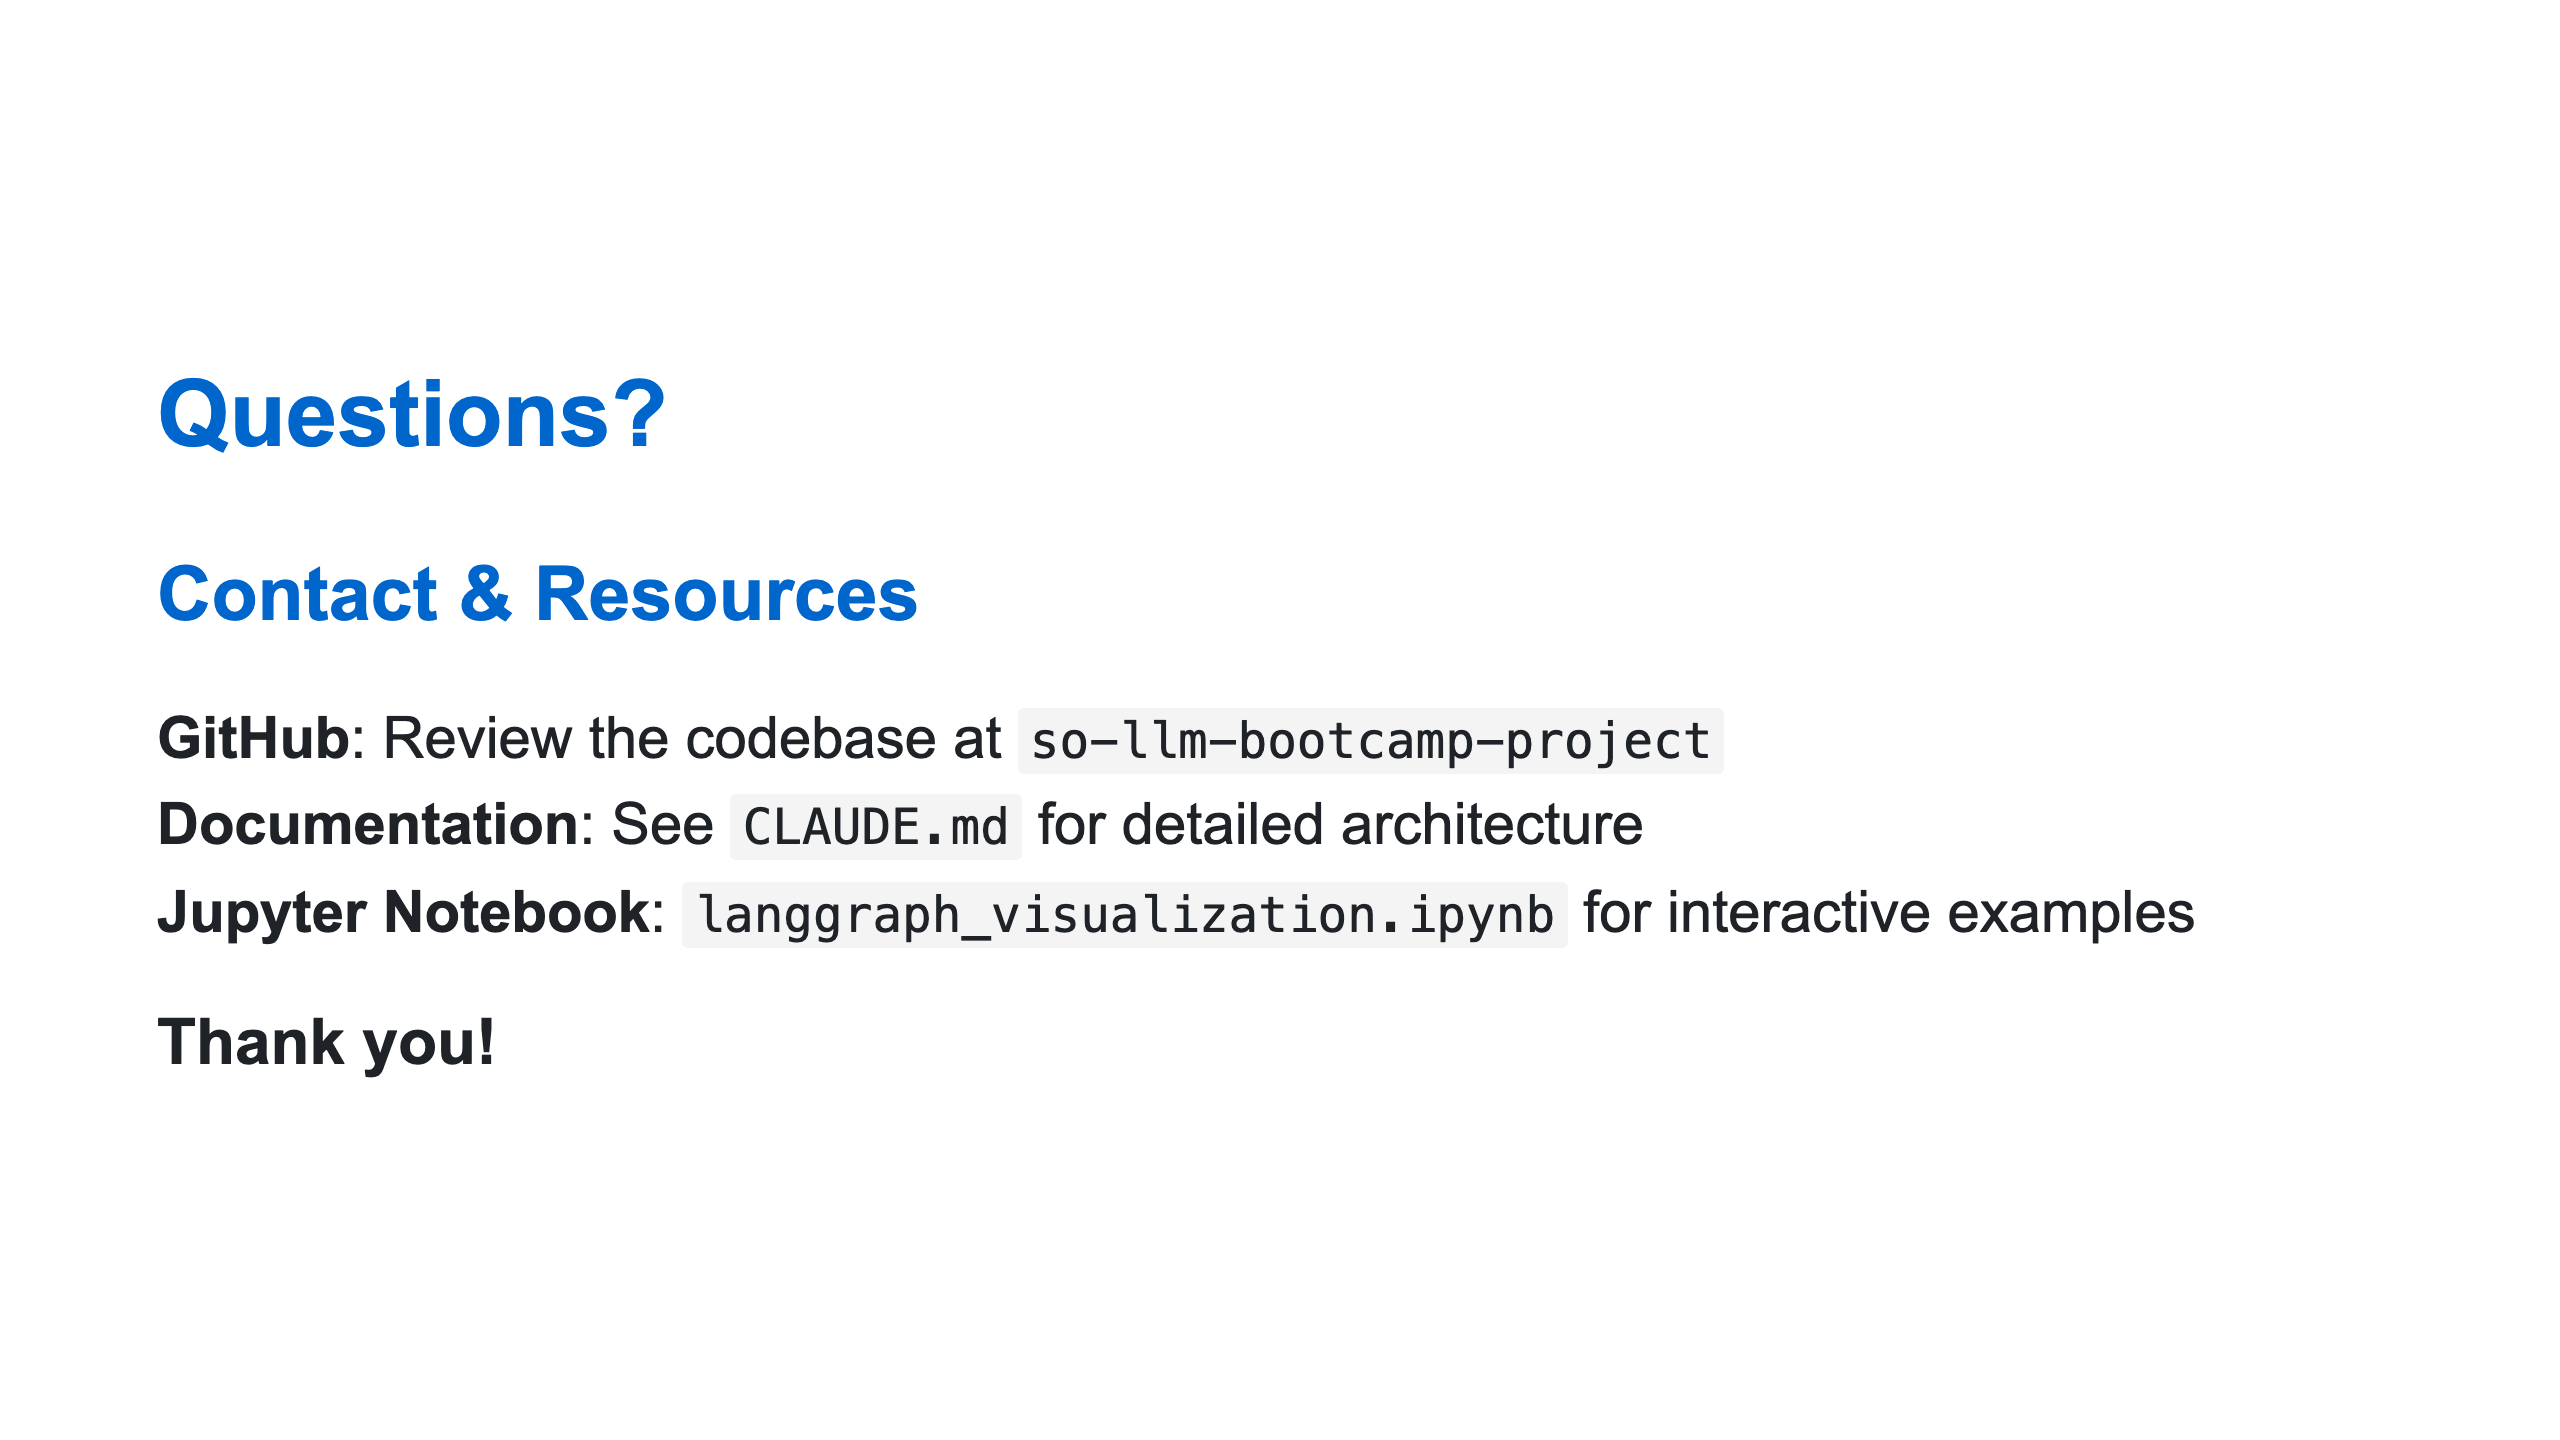 Questions?
Contact & Resources
GitHub: Review the codebase at so-llm-bootcamp-project
Documentation: See CLAUDE.md for detailed architecture
Jupyter Notebook: langgraph_visualization.ipynb for interactive examples
Thank you!